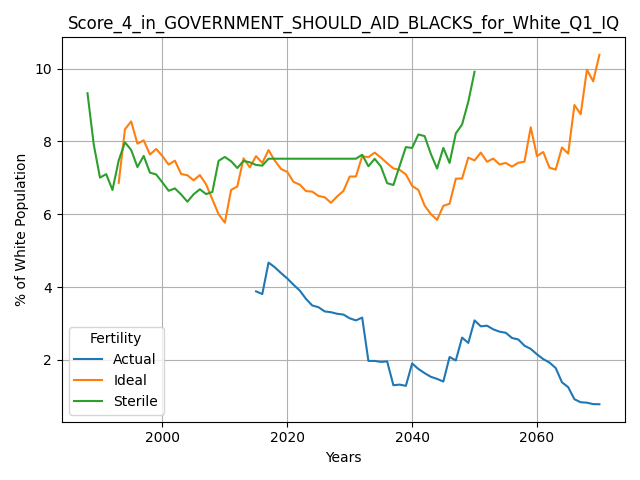 Score_4_in_GOVERNMENT_SHOULD_AID_BLACKS_for_White_Q1_IQ
% of White Population
10
8
6
4
2
Fertility
Actual
Ideal
Sterile
2000
2020
2040
2060
Years